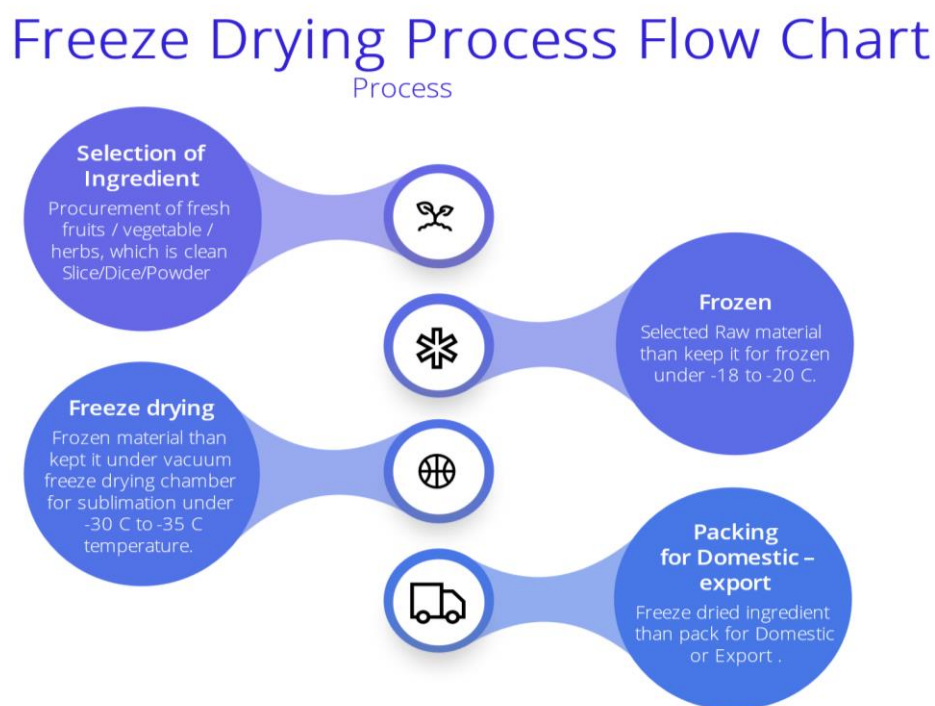 Freeze Drying Process Flow Chart
Process
Selection of
Ingredient
Procurement of fresh
fruits / vegetable /
herbs, which is clean
Slice/Dice/Powder
Frozen
Selected Raw material
than keep it for frozen
under -18 to -20 C.
Freeze drying
Frozen material than
kept it under vacuum
freeze drying chamber
for sublimation under
-30 C to -35 C
temperature.
Packing
for Domestic –
export
Freeze dried ingredient
than pack for Domestic
or Export .